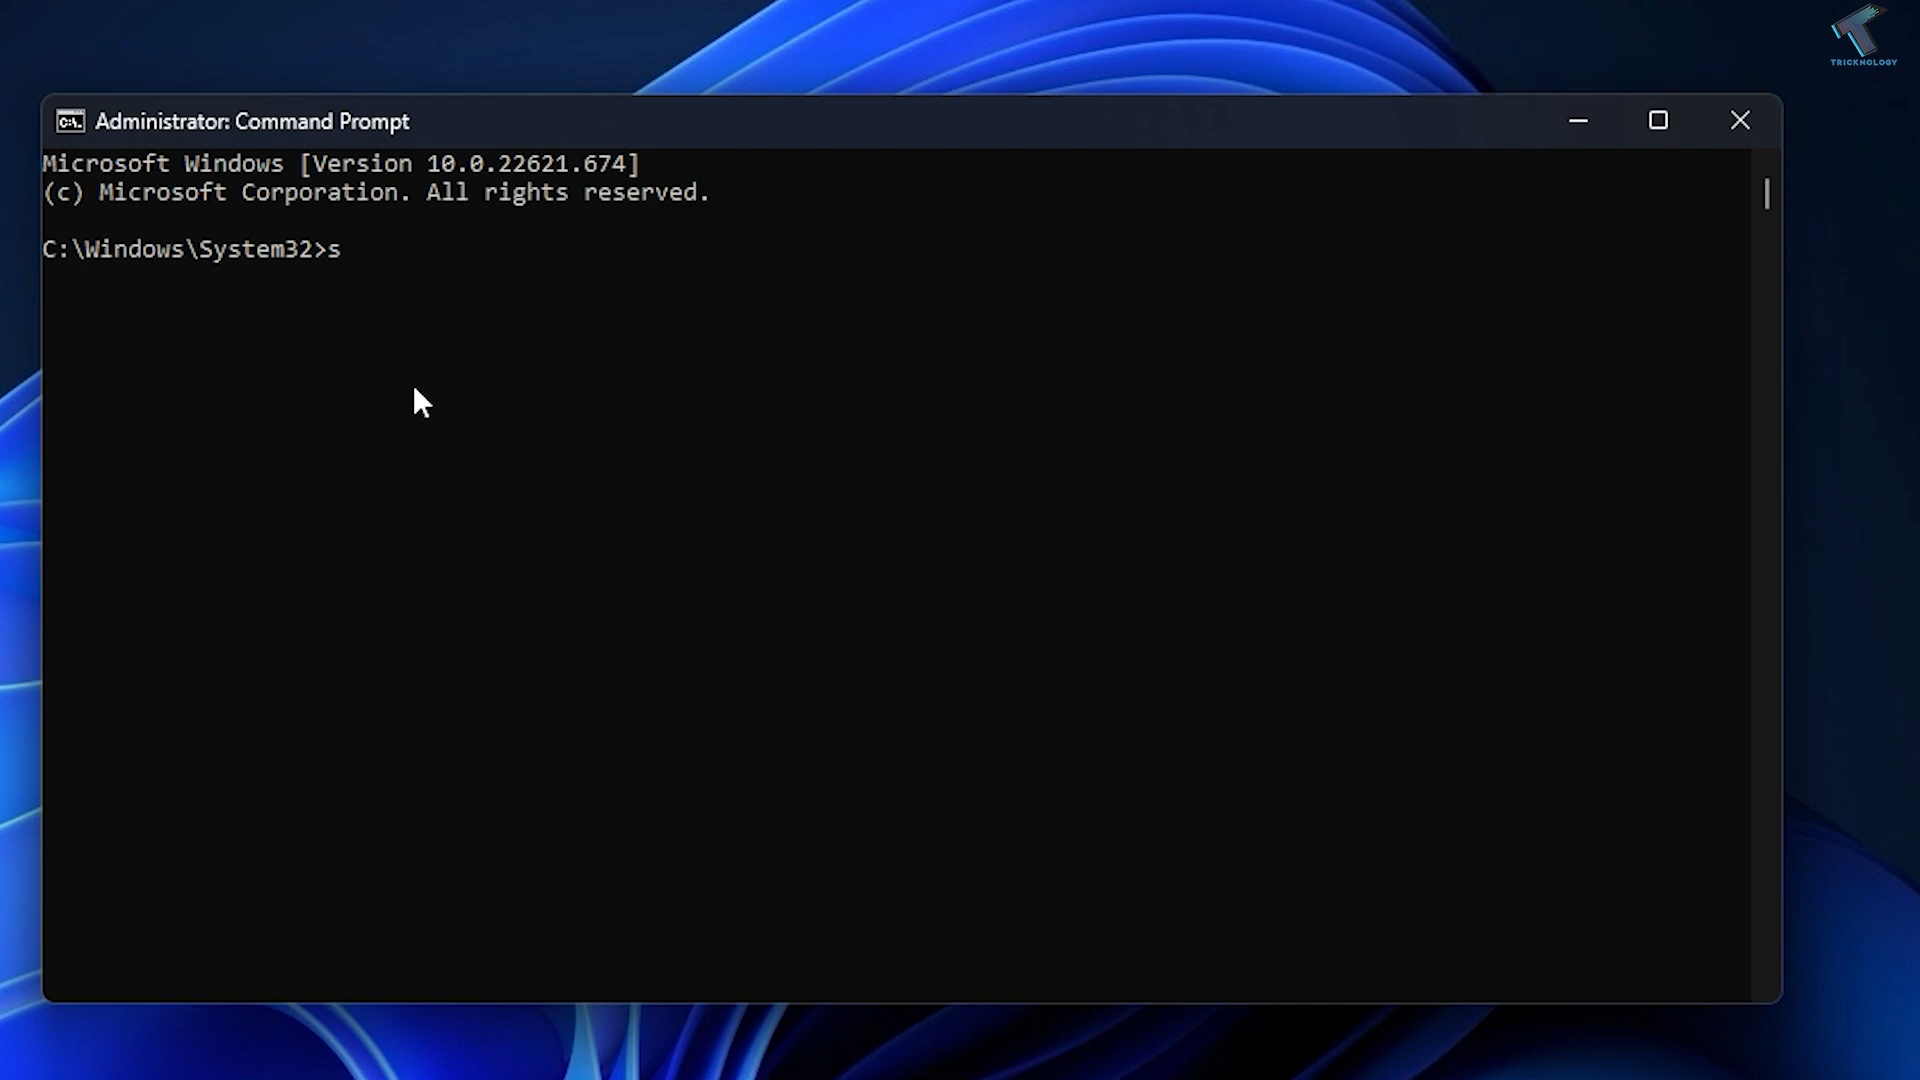 TRICKNOLOGY
Administrator: Command Prompt
Microsoft Windows [Version 10.0.22621.674]
(c) Microsoft Corporation. All rights reserved.
C:\Windows\System32>s